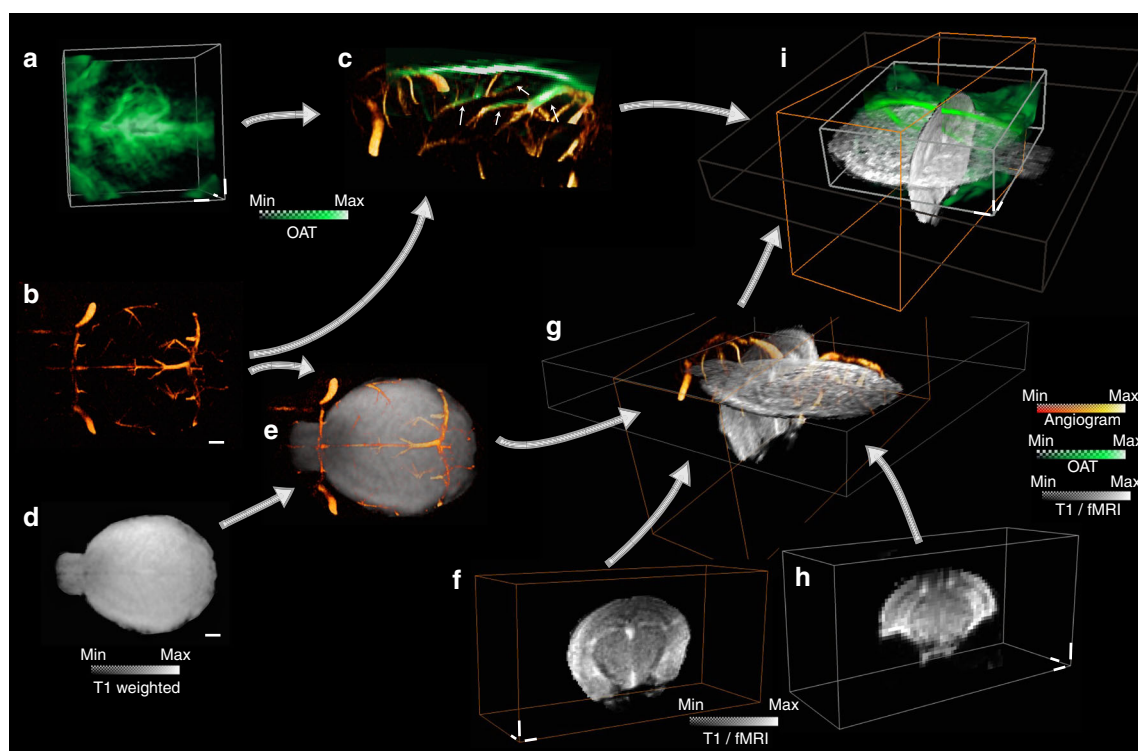 a
c
i
Min Max
OAT
b
g
e
Min Max
Angiogram
Min Max
OAT
Min Max
T1 / fMRI
d
f
h
Min Max
T1 weighted
Min Max
T1 / fMRI